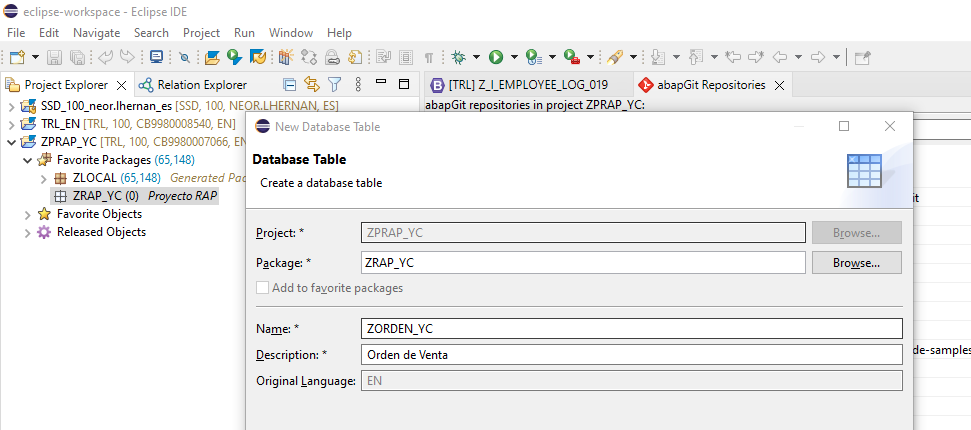 eclipse-workspace - Eclipse IDE
File Edit Navigate Search Project Run Window Help
Project Explorer Relation Explorer
[TRL] Z_I_EMPLOYEE_LOG_019 abapGit Repositories
abapGit repositories in project ZPRAP_YC:
SSD_100_neor.lhernan_es [SSD, 100, NEOR.LHERNAN, ES]
TRL_EN [TRL, 100, CB9980008540, EN]
ZPRAP_YC [TRL, 100, CB9980007066, EN
Favorite Packages (65,148)
ZLOCAL (65,148) Generated Pac
ZRAP_YC (0) Proyecto RAP
Favorite Objects
Released Objects
New Database Table
Database Table
Create a database table
it
Project: * ZPRAP_YC Browse...
Package: * ZRAP_YC Browse...
Add to favorite packages
Name: * ZORDEN_YC
Description: * Orden de Venta
de-samples
Original Language: EN